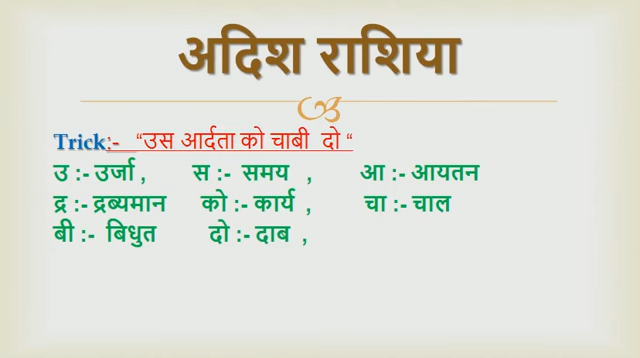 अदिश राशिया
Trick:- “उस आर्दता को चाबी दो “
उ :- उर्जा , स :- समय , आ :- आयतन
द्र :- द्रब्यमान को :- कार्य , चा :- चाल
बी :- बिधुत दो :- दाब ,